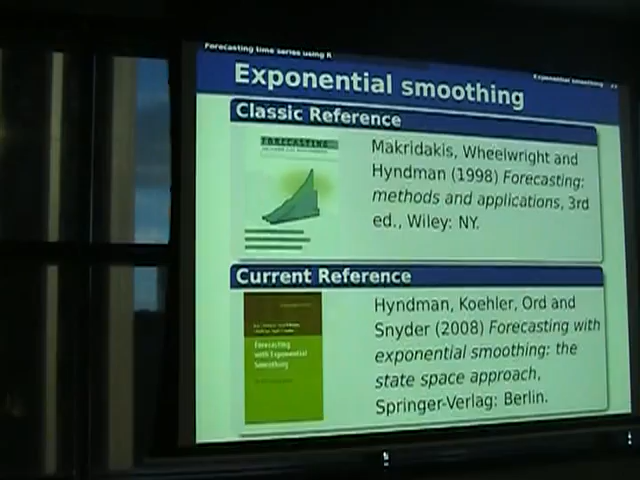 Forecasting time series using R
Exponential smoothing
Exponential smoothing
Classic Reference
FORECASTING
Makridakis, Wheelwright and
Hyndman (1998) Forecasting:
methods and applications, 3rd
ed., Wiley: NY.
Current Reference
Forecasting
with Exponential
Smoothing
Hyndman, Koehler, Ord and
Snyder (2008) Forecasting with
exponential smoothing: the
state space approach,
Springer-Verlag: Berlin.